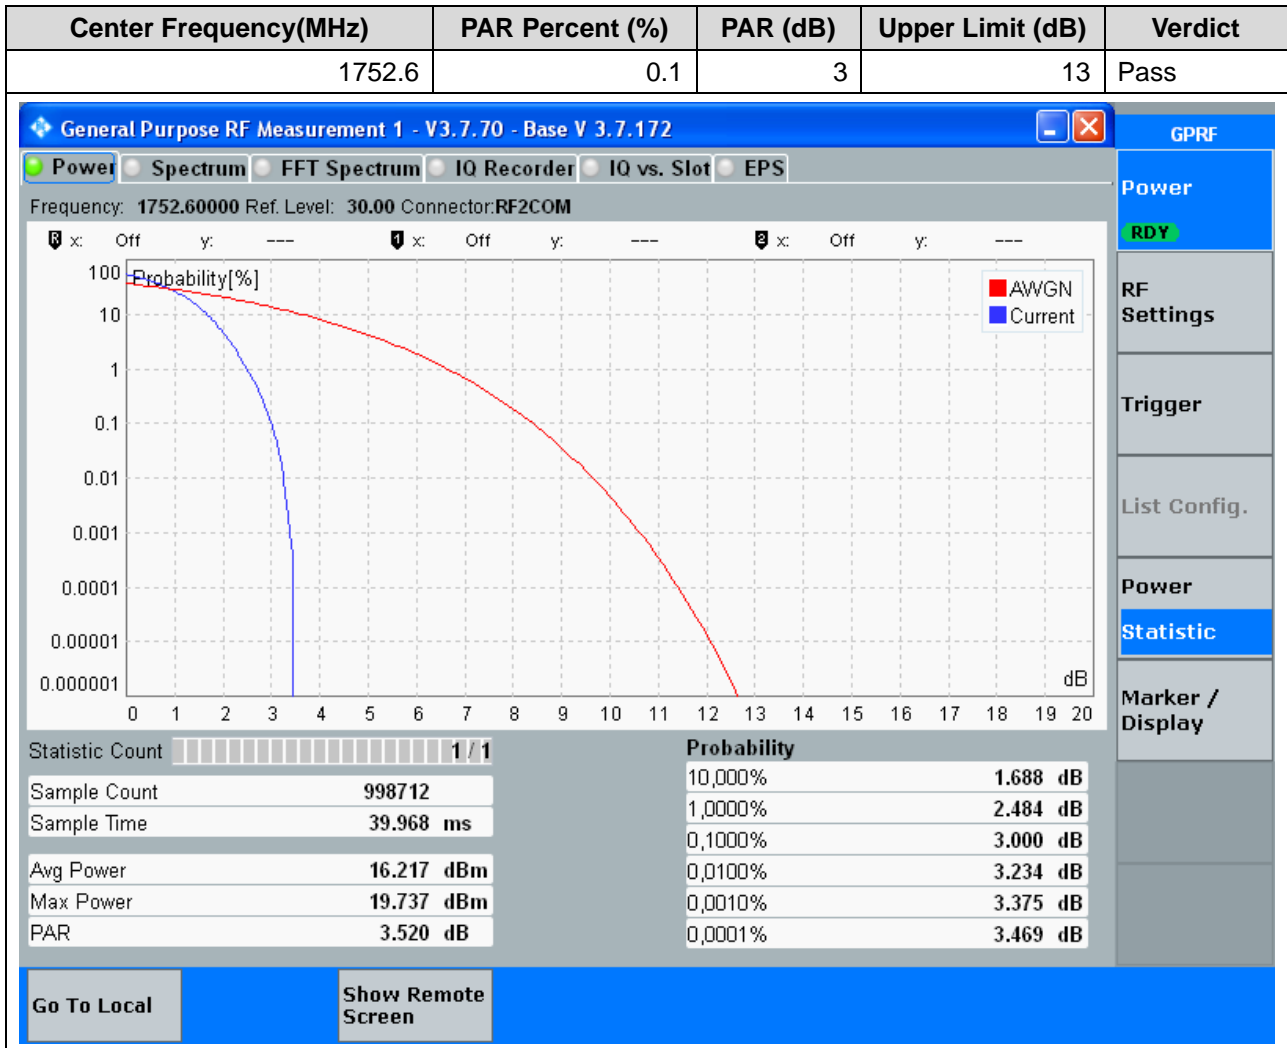 Center Frequency(MHz) PAR Percent (%) PAR (dB) Upper Limit (dB) Verdict
1752.6 0.1 3 13 Pass
General Purpose RF Measurement 1 - V3.7.70 - Base V 3.7.172
GPRF
Power Spectrum FFT Spectrum IQ Recorder IQ vs. Slot EPS
Power
RDY
Frequency: 1752.60000 Ref. Level: 30.00 Connector:RF2COM
R x: Off y: --- 1 x: Off y: --- 2 x: Off y: ---
Probability[%]
100
10
1
0.1
0.01
0.001
0.0001
0.00001
0.000001
AWGN
Current
dB
0 1 2 3 4 5 6 7 8 9 10 11 12 13 14 15 16 17 18 19 20
RF
Settings
Trigger
List Config.
Power
Statistic
Marker /
Display
Statistic Count 1 / 1
Sample Count 998712
Sample Time 39.968 ms
Avg Power 16.217 dBm
Max Power 19.737 dBm
PAR 3.520 dB
Probability
10,000% 1.688 dB
1,0000% 2.484 dB
0,1000% 3.000 dB
0,0100% 3.234 dB
0,0010% 3.375 dB
0,0001% 3.469 dB
Go To Local
Show Remote
Screen